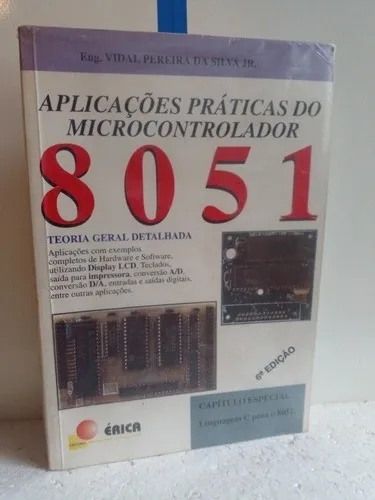 Eng. VIDAL PEREIRA DA SILVA JR.
APLICAÇÕES PRÁTICAS DO
MICROCONTROLADOR
8051
TEORIA GERAL DETALHADA
Aplicações com exemplos
completos de Hardware e Software,
utilizando Display LCD, Teclados,
saída para impressora, conversão A/D,
conversão D/A, entradas e saídas digitais,
entre outras aplicações.
6ª EDIÇÃO
CAPÍTULO ESPECIAL
Linguagem C para o 8051.
ÉRICA